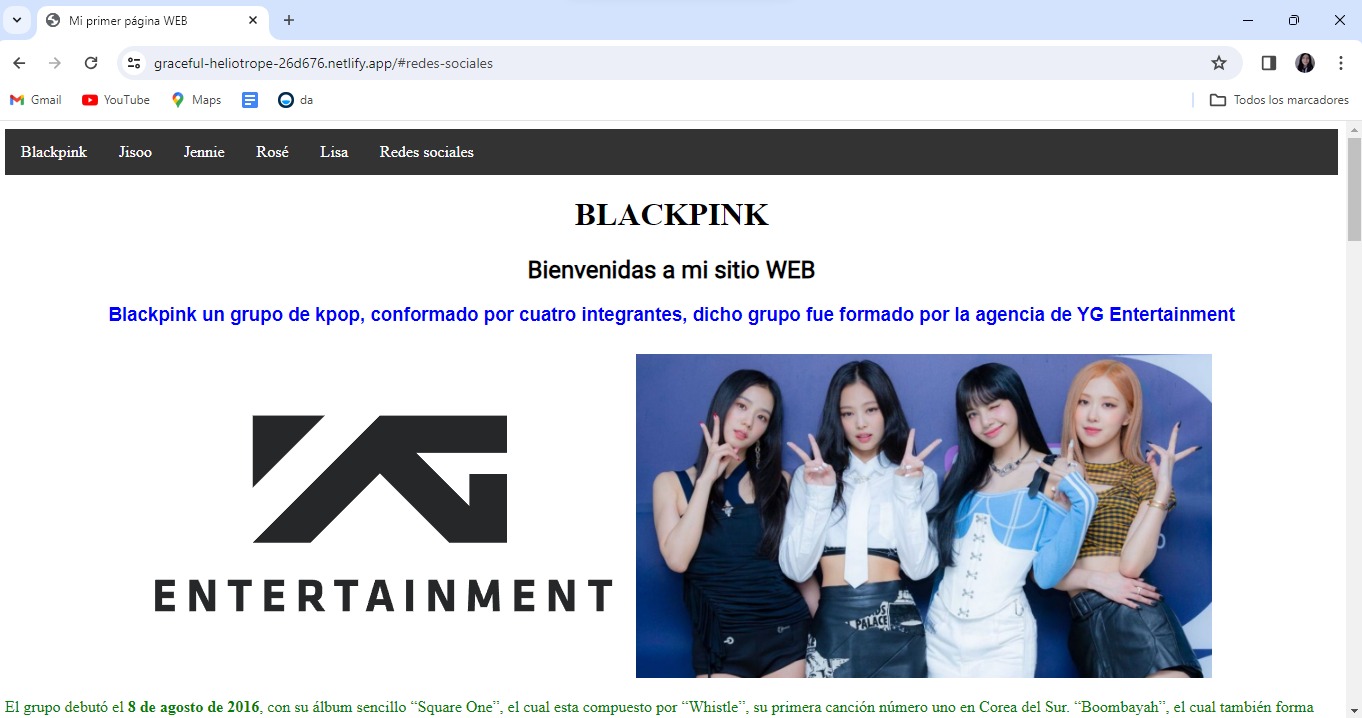 Mi primer página WEB
graceful-heliotrope-26d676.netlify.app/#redes-sociales
Gmail YouTube Maps da Todos los marcadores
Blackpink Jisoo Jennie Rosé Lisa Redes sociales
BLACKPINK
Bienvenidas a mi sitio WEB
Blackpink un grupo de kpop, conformado por cuatro integrantes, dicho grupo fue formado por la agencia de YG Entertainment
YG
ENTERTAINMENT
PALACE
El grupo debutó el 8 de agosto de 2016, con su álbum sencillo “Square One”, el cual esta compuesto por “Whistle”, su primera canción número uno en Corea del Sur. “Boombayah”, el cual también forma